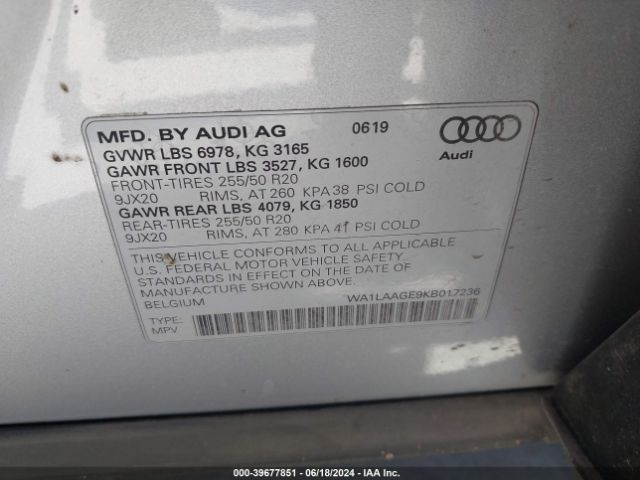 MFD. BY AUDI AG 0619
GVWR LBS 6978, KG 3165
GAWR FRONT LBS 3527, KG 1600
FRONT-TIRES 255/50 R20
9JX20 RIMS, AT 260 KPA 38 PSI COLD
GAWR REAR LBS 4079, KG 1850
REAR-TIRES 255/50 R20
9JX20 RIMS, AT 280 KPA 41 PSI COLD
Audi
THIS VEHICLE CONFORMS TO ALL APPLICABLE
U.S. FEDERAL MOTOR VEHICLE SAFETY
STANDARDS IN EFFECT ON THE DATE OF
MANUFACTURE SHOWN ABOVE.
BELGIUM WA1LAAGE9KB017236
TYPE:
MPV
000-39677851 - 06/18/2024 - IAA Inc.